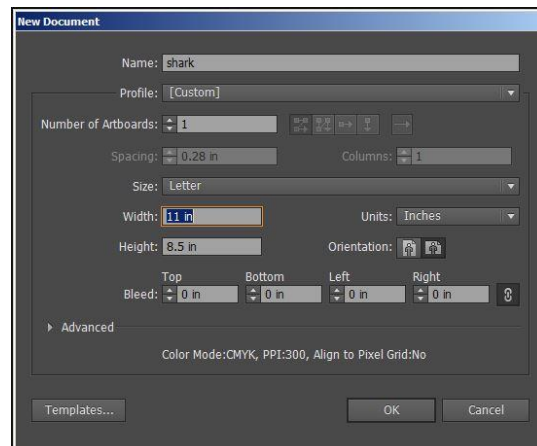 New Document
Name: shark
Profile: [Custom]
Number of Artboards: 1
Spacing: 0.28 in Columns: 1
Size: Letter
Width: 11 in Units: Inches
Height: 8.5 in Orientation:
Top Bottom Left Right
Bleed: 0 in 0 in 0 in 0 in
Advanced
Color Mode:CMYK, PPI:300, Align to Pixel Grid:No
Templates... OK Cancel